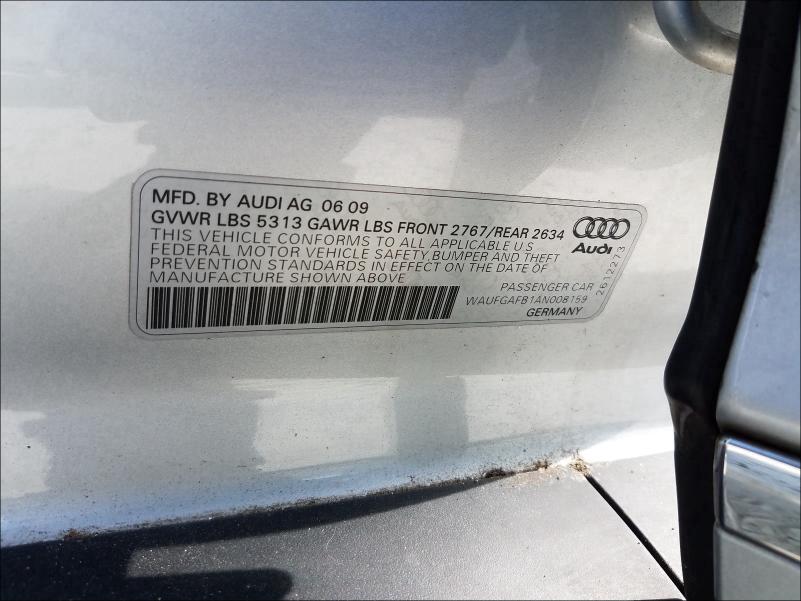 MFD. BY AUDI AG 06 09
GVWR LBS 5313 GAWR LBS FRONT 2767/REAR 2634
THIS VEHICLE CONFORMS TO ALL APPLICABLE U.S
FEDERAL MOTOR VEHICLE SAFETY,BUMPER AND THEFT
PREVENTION STANDARDS IN EFFECT ON THE DATE OF
MANUFACTURE SHOWN ABOVE
Audi
2612273
PASSENGER CAR
WAUFGAFB1AN008159
GERMANY